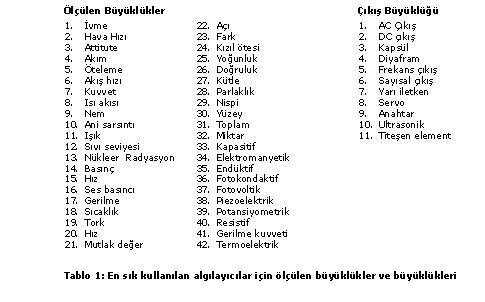 Ölçülen Büyüklükler
1. İvme
2. Hava Hızı
3. Attitute
4. Akım
5. Öteleme
6. Akış hızı
7. Kuvvet
8. Isı akısı
9. Nem
10. Ani sarsıntı
11. Işık
12. Sıvı seviyesi
13. Nükleer Radyasyon
14. Basınç
15. Hız
16. Ses basıncı
17. Gerilme
18. Sıcaklık
19. Tork
20. Hız
21. Mutlak değer
22. Açı
23. Fark
24. Kızıl ötesi
25. Yoğunluk
26. Doğruluk
27. Kütle
28. Parlaklık
29. Nispi
30. Yüzey
31. Toplam
32. Miktar
33. Kapasitif
34. Elektromanyetik
35. Endüktif
36. Fotokondaktif
37. Fotovoltik
38. Piezoelektrik
39. Potansiyometrik
40. Resistif
41. Gerilme kuvveti
42. Termoelektrik
Çıkış Büyüklüğü
1. AC Çıkış
2. DC çıkış
3. Kapsül
4. Diyafram
5. Frekans çıkış
6. Sayısal çıkış
7. Yarı iletken
8. Servo
9. Anahtar
10. Ultrasonik
11. Titeşen element
Tablo 1: En sık kullanılan algılayıcılar için ölçülen büyüklükler ve büyüklükleri